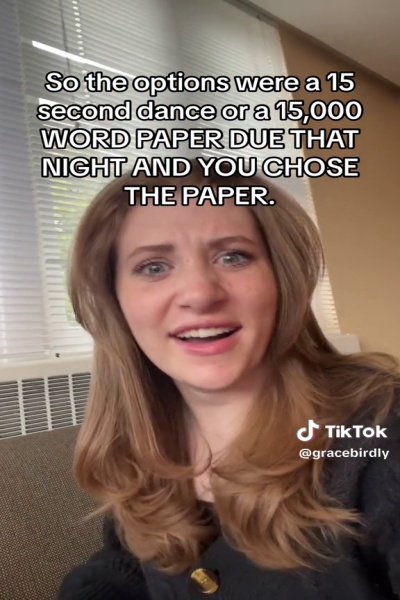 So the options were a 15
second dance or a 15,000
WORD PAPER DUE THAT
NIGHT AND YOU CHOSE
THE PAPER.
TikTok
@gracebirdly